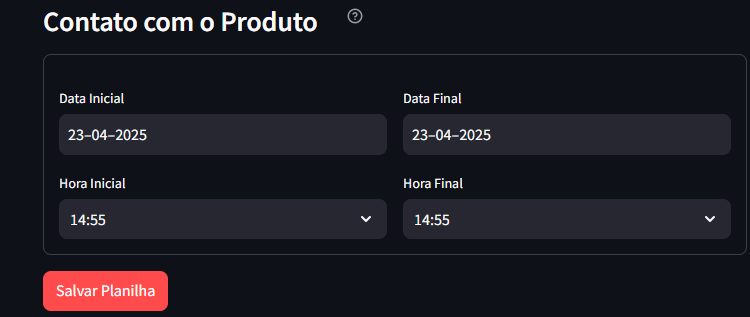 Contato com o Produto
Data Inicial
Data Final
23–04–2025
23–04–2025
Hora Inicial
Hora Final
14:55
14:55
Salvar Planilha